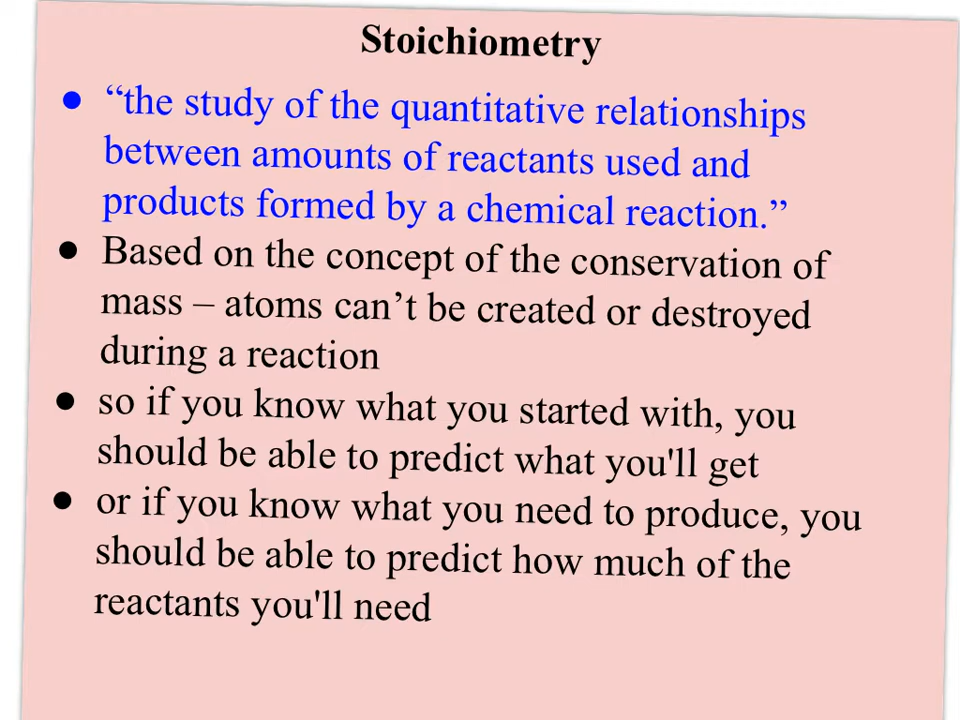 Stoichiometry
● “the study of the quantitative relationships
between amounts of reactants used and
products formed by a chemical reaction.”
● Based on the concept of the conservation of
mass – atoms can’t be created or destroyed
during a reaction
● so if you know what you started with, you
should be able to predict what you'll get
● or if you know what you need to produce, you
should be able to predict how much of the
reactants you'll need